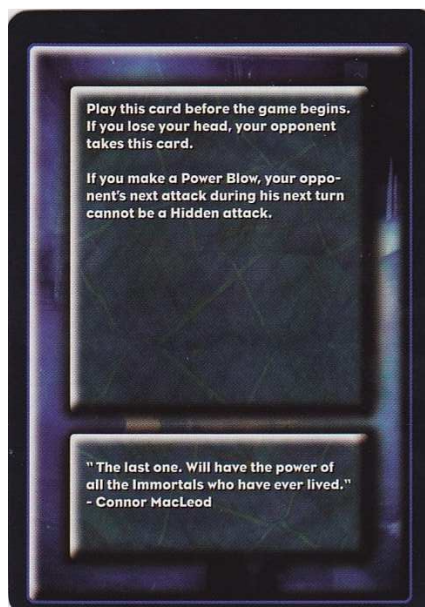 Play this card before the game begins.
If you lose your head, your opponent
takes this card.
If you make a Power Blow, your oppo-
nent's next attack during his next turn
cannot be a Hidden attack.
"The last one. Will have the power of
all the Immortals who have ever lived."
- Connor MacLeod